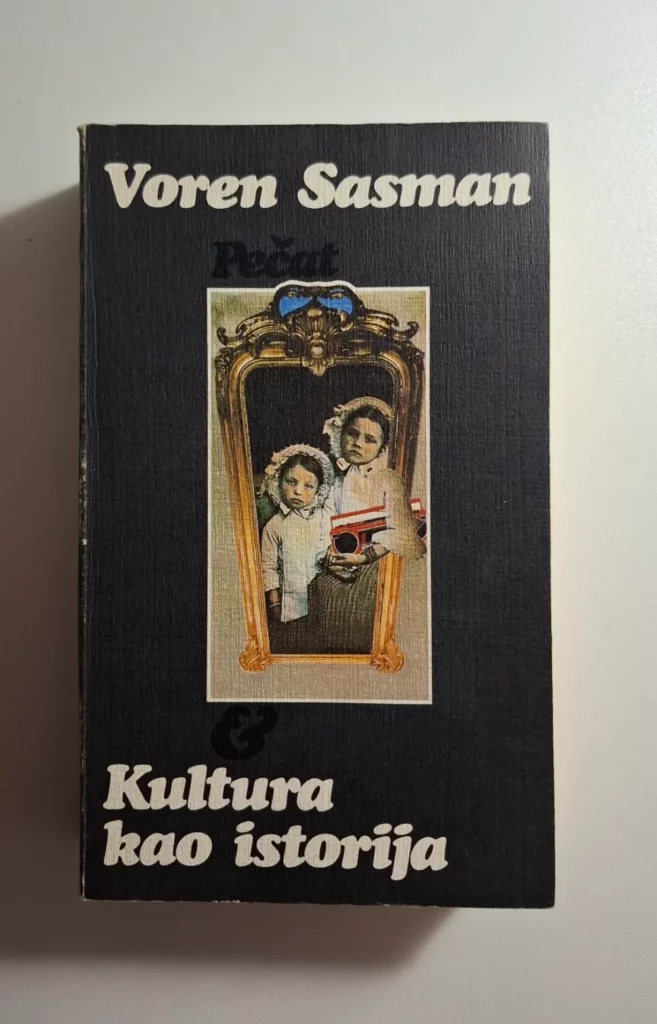 Voren Sasman
Pečat
&
Kultura
kao istorija